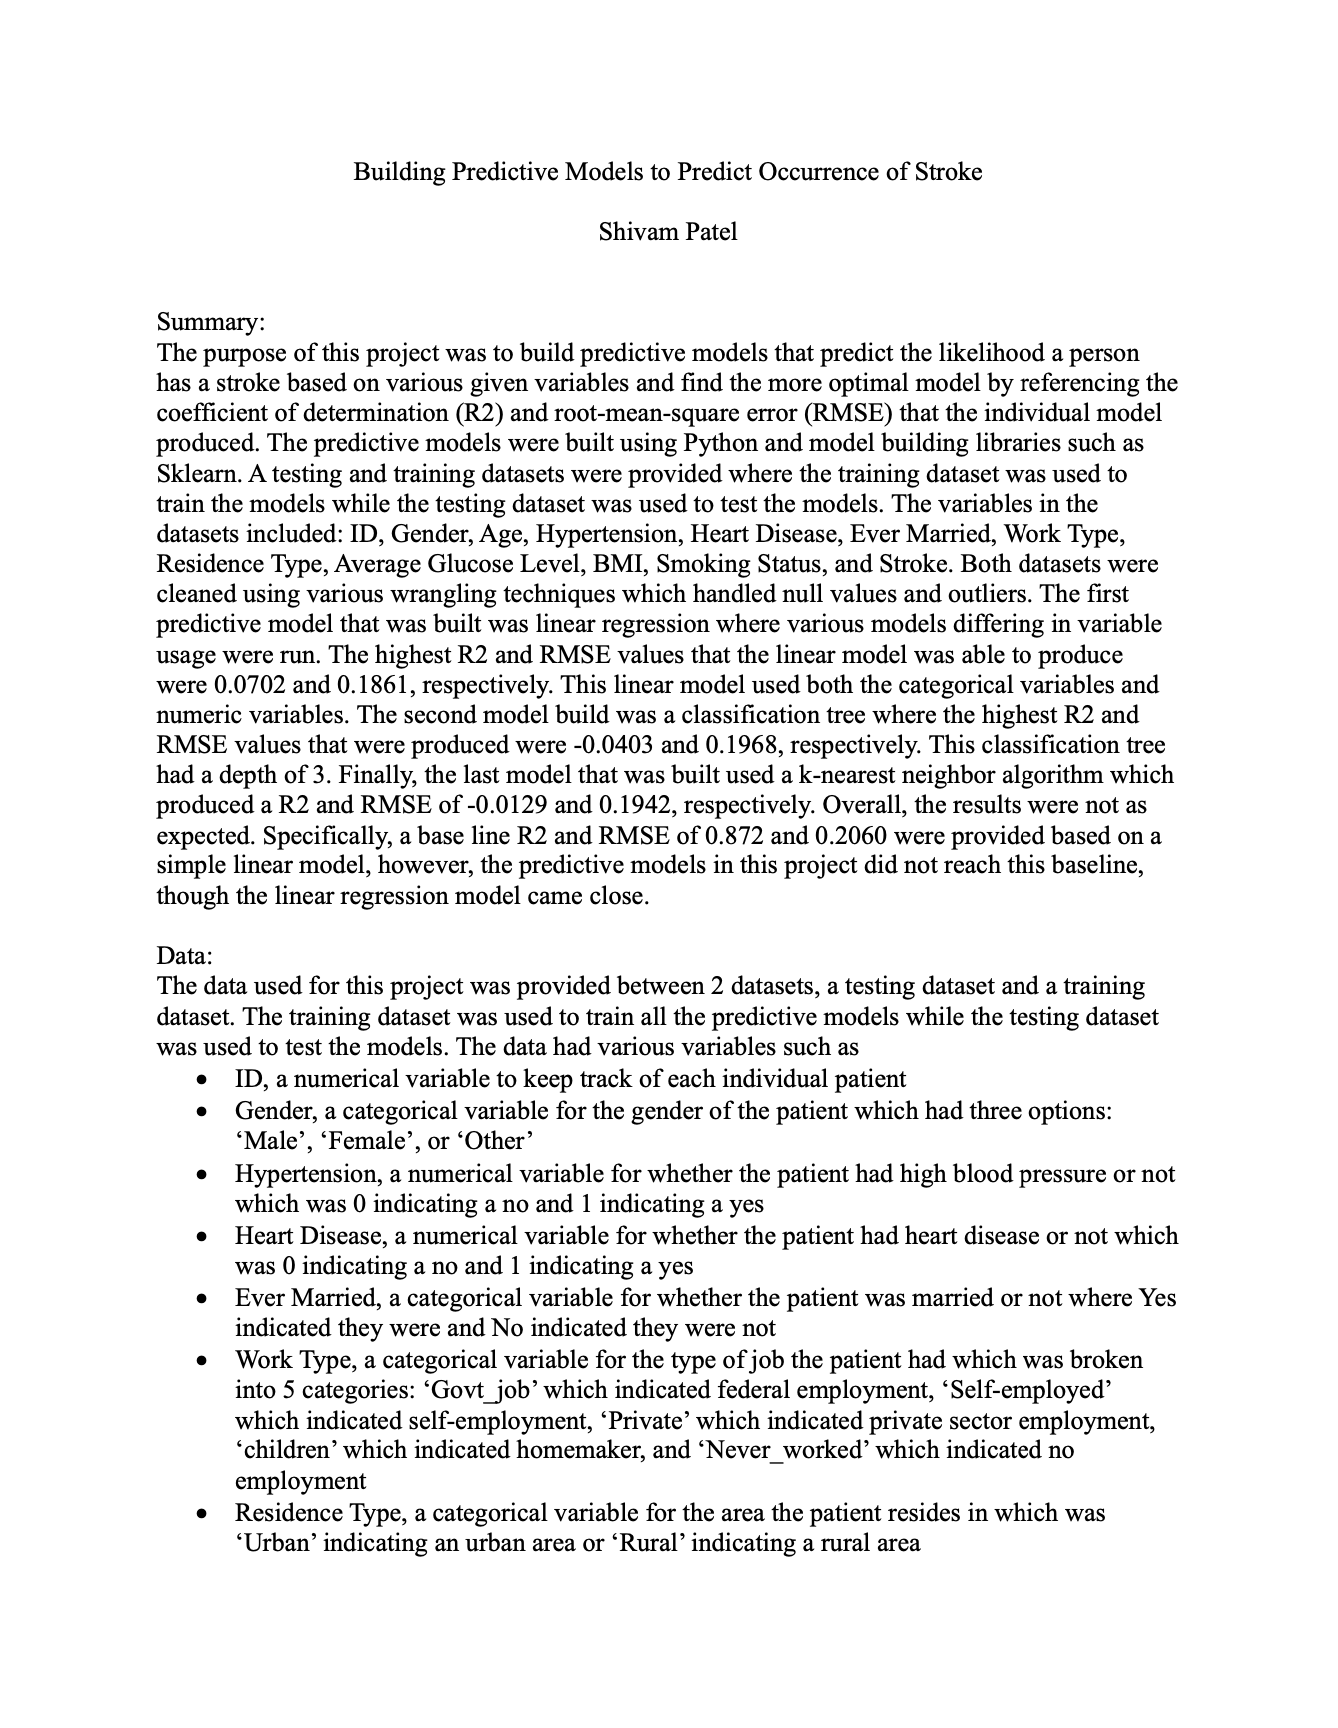 Building Predictive Models to Predict Occurrence of Stroke
Shivam Patel
Summary:
The purpose of this project was to build predictive models that predict the likelihood a person
has a stroke based on various given variables and find the more optimal model by referencing the
coefficient of determination (R2) and root-mean-square error (RMSE) that the individual model
produced. The predictive models were built using Python and model building libraries such as
Sklearn. A testing and training datasets were provided where the training dataset was used to
train the models while the testing dataset was used to test the models. The variables in the
datasets included: ID, Gender, Age, Hypertension, Heart Disease, Ever Married, Work Type,
Residence Type, Average Glucose Level, BMI, Smoking Status, and Stroke. Both datasets were
cleaned using various wrangling techniques which handled null values and outliers. The first
predictive model that was built was linear regression where various models differing in variable
usage were run. The highest R2 and RMSE values that the linear model was able to produce
were 0.0702 and 0.1861, respectively. This linear model used both the categorical variables and
numeric variables. The second model build was a classification tree where the highest R2 and
RMSE values that were produced were -0.0403 and 0.1968, respectively. This classification tree
had a depth of 3. Finally, the last model that was built used a k-nearest neighbor algorithm which
produced a R2 and RMSE of -0.0129 and 0.1942, respectively. Overall, the results were not as
expected. Specifically, a base line R2 and RMSE of 0.872 and 0.2060 were provided based on a
simple linear model, however, the predictive models in this project did not reach this baseline,
though the linear regression model came close.
Data:
The data used for this project was provided between 2 datasets, a testing dataset and a training
dataset. The training dataset was used to train all the predictive models while the testing dataset
was used to test the models. The data had various variables such as
• ID, a numerical variable to keep track of each individual patient
• Gender, a categorical variable for the gender of the patient which had three options:
‘Male’, ‘Female’, or ‘Other’
• Hypertension, a numerical variable for whether the patient had high blood pressure or not
which was 0 indicating a no and 1 indicating a yes
• Heart Disease, a numerical variable for whether the patient had heart disease or not which
was 0 indicating a no and 1 indicating a yes
• Ever Married, a categorical variable for whether the patient was married or not where Yes
indicated they were and No indicated they were not
• Work Type, a categorical variable for the type of job the patient had which was broken
into 5 categories: ‘Govt_job’ which indicated federal employment, ‘Self-employed’
which indicated self-employment, ‘Private’ which indicated private sector employment,
‘children’ which indicated homemaker, and ‘Never_worked’ which indicated no
employment
• Residence Type, a categorical variable for the area the patient resides in which was
‘Urban’ indicating an urban area or ‘Rural’ indicating a rural area